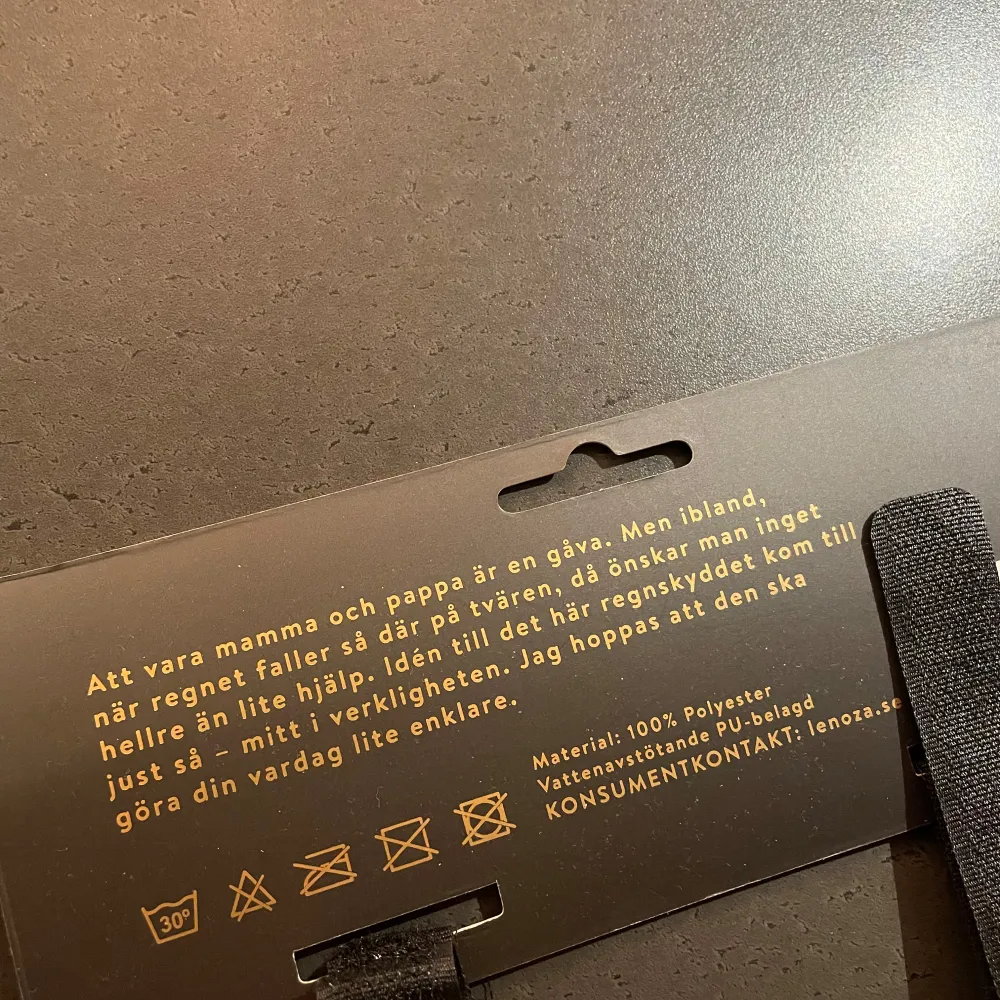 Att vara mamma och pappa är en gåva. Men ibland,
när regnet faller så där på tvären, då önskar man inget
hellre än lite hjälp. Idén till det här regnskyddet kom till
just så – mitt i verkligheten. Jag hoppas att den ska
göra din vardag lite enklare.
Material: 100% Polyester
Vattenavstötande PU-belagd
KONSUMENTKONTAKT: lenoza.se
30°